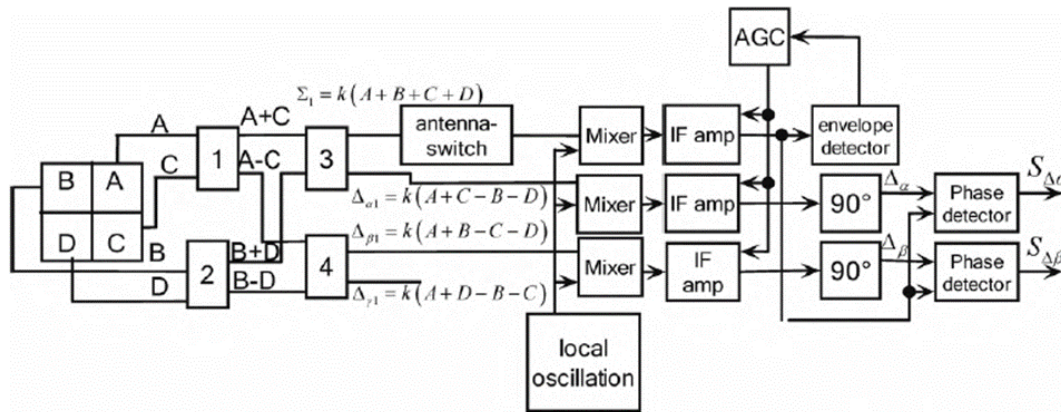 AGC
Σ₁ = k(A + B + C + D)
A
A+C
antenna-
switch
Mixer
IF amp
envelope
detector
1
3
C
A-C
B
A
D
C
Δα1 = k(A + C − B − D)
Mixer
IF amp
90°
Δα
Phase
detector
SΔα
B
B+D
2
4
Δβ1 = k(A + B − C − D)
Mixer
IF
amp
90°
Δβ
Phase
detector
SΔβ
D
B-D
Δγ1 = k(A + D − B − C)
local
oscillation